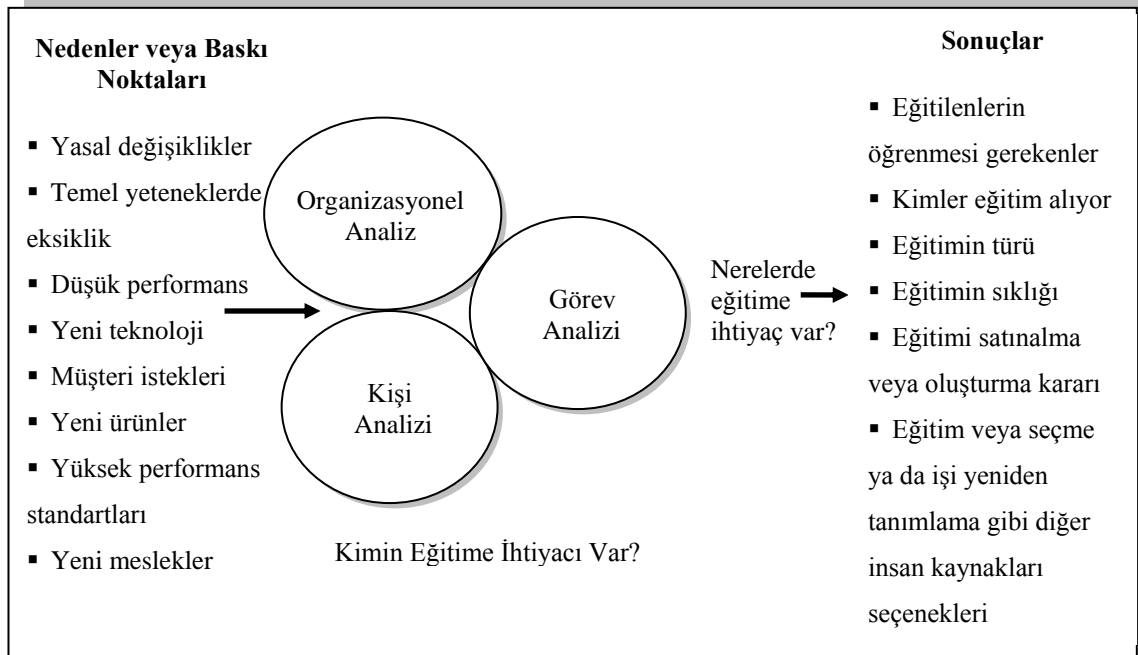 Nedenler veya Baskı
Noktaları
▪ Yasal değişiklikler
▪ Temel yeteneklerde
eksiklik
▪ Düşük performans
▪ Yeni teknoloji
▪ Müşteri istekleri
▪ Yeni ürünler
▪ Yüksek performans
standartları
▪ Yeni meslekler
Organizasyonel
Analiz
Kişi
Analizi
Görev
Analizi
Kimin Eğitime İhtiyacı Var?
Nerelerde
eğitime
ihtiyaç var?
Sonuçlar
▪ Eğitilenlerin
öğrenmesi gerekenler
▪ Kimler eğitim alıyor
▪ Eğitimin türü
▪ Eğitimin sıklığı
▪ Eğitimi satınalma
veya oluşturma kararı
▪ Eğitim veya seçme
ya da işi yeniden
tanımlama gibi diğer
insan kaynakları
seçenekleri